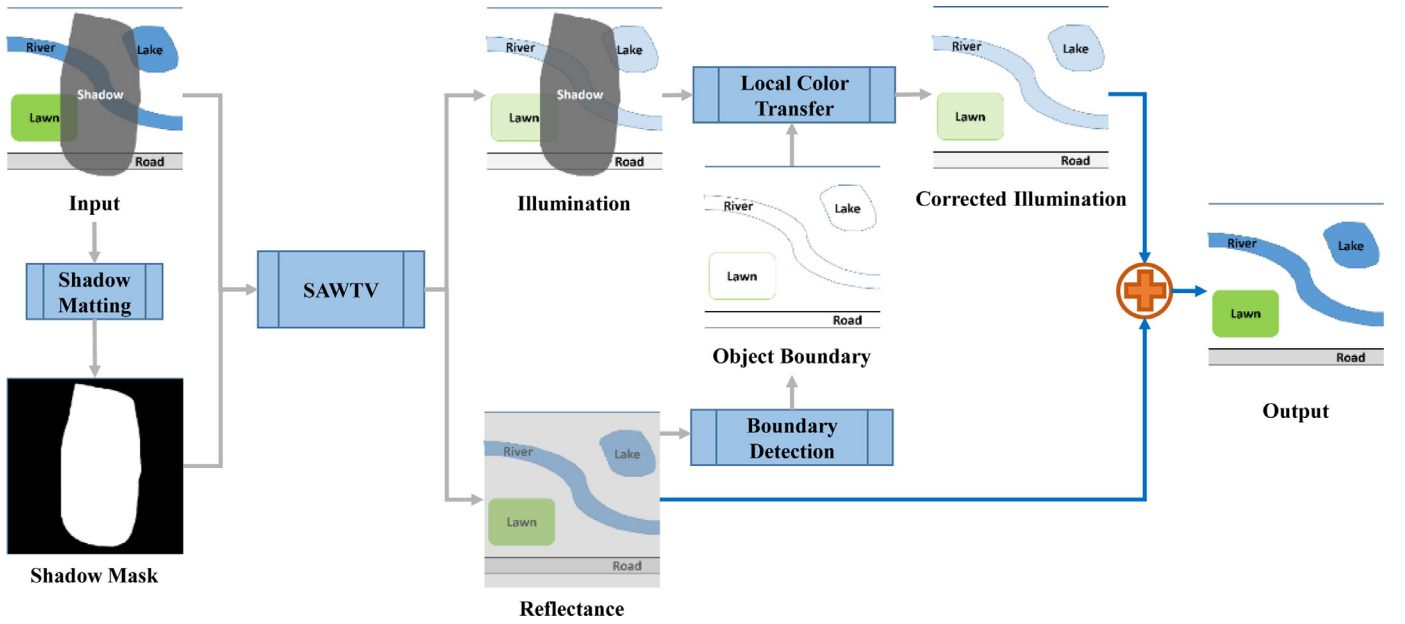 River
Lake
Shadow
Lawn
Road
Input
Shadow
Matting
Shadow Mask
SAWTV
River
Lake
Shadow
Lawn
Road
Illumination
Local Color
Transfer
River
Lake
Lawn
Road
Corrected Illumination
River
Lake
Lawn
Road
Object Boundary
Boundary
Detection
River
Lake
Lawn
Road
Reflectance
River
Lake
Lawn
Road
Output